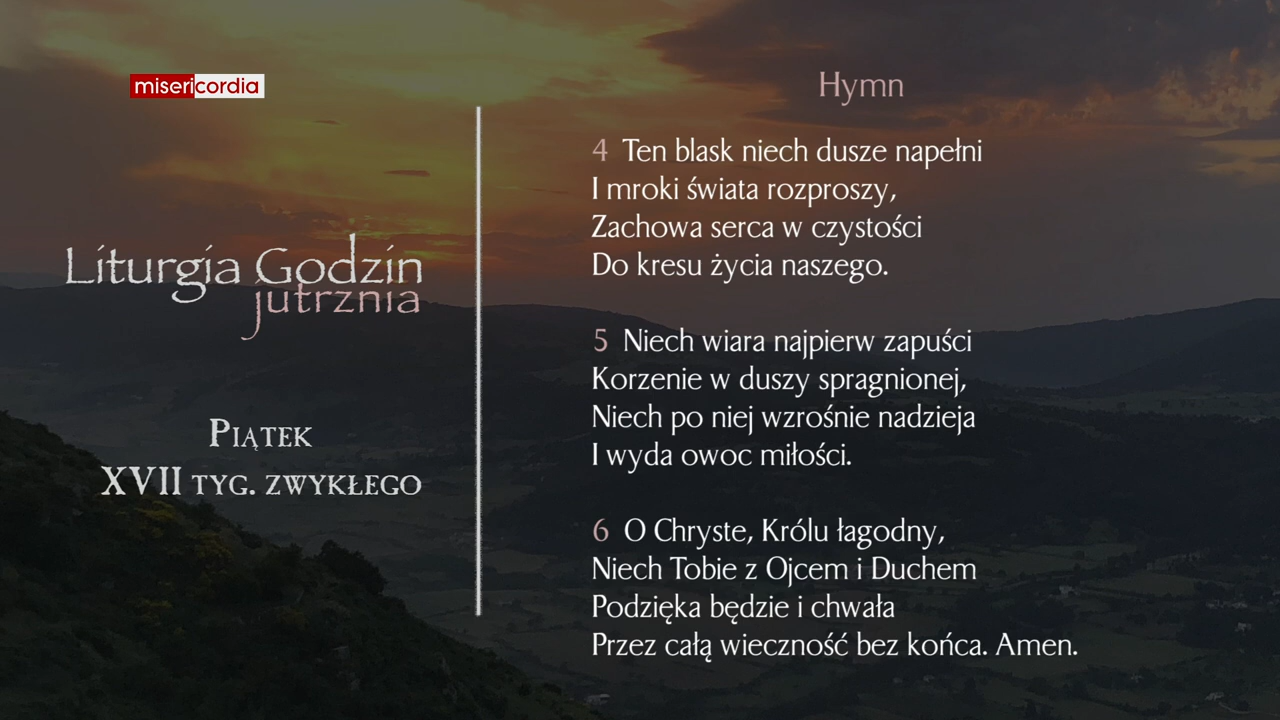 misericordia
Liturgia Godzin
jutrznia
Piątek
XVII tyg. zwykłego
Hymn
4 Ten blask niech dusze napełni
I mroki świata rozproszy,
Zachowa serca w czystości
Do kresu życia naszego.
5 Niech wiara najpierw zapuści
Korzenie w duszy spragnionej,
Niech po niej wzrośnie nadzieja
I wyda owoc miłości.
6 O Chryste, Królu łagodny,
Niech Tobie z Ojcem i Duchem
Podzięka będzie i chwała
Przez całą wieczność bez końca. Amen.